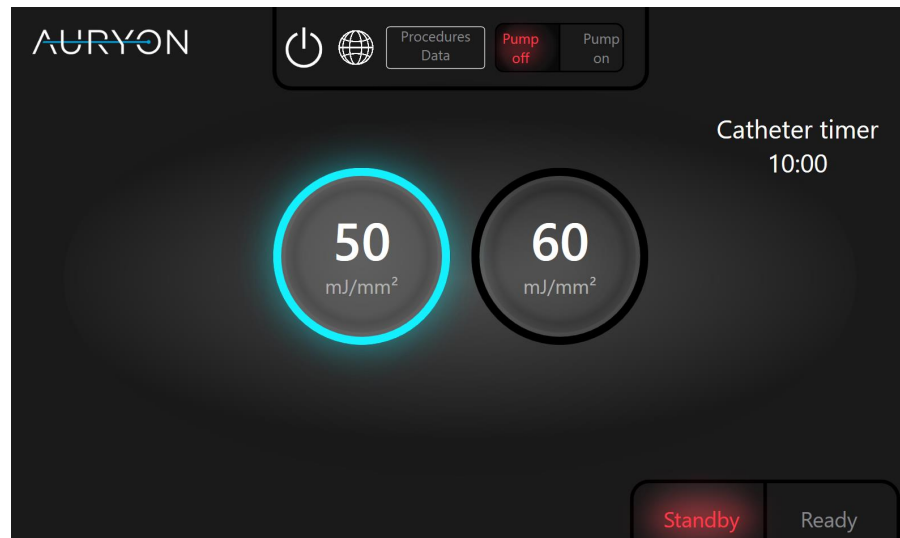 AURYON
Procedures
Data
Pump
off
Pump
on
Catheter timer
10:00
50
mJ/mm²
60
mJ/mm²
Standby
Ready